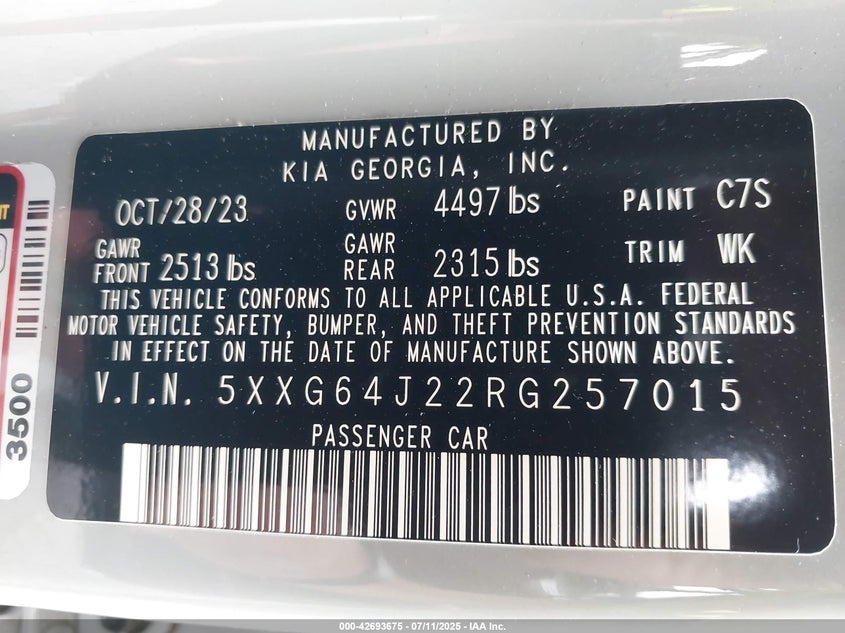 MANUFACTURED BY
KIA GEORGIA, INC.
OCT/28/23 GVWR 4497 lbs PAINT C7S
GAWR FRONT 2513 lbs GAWR REAR 2315 lbs TRIM WK
THIS VEHICLE CONFORMS TO ALL APPLICABLE U.S.A. FEDERAL
MOTOR VEHICLE SAFETY, BUMPER, AND THEFT PREVENTION STANDARDS
IN EFFECT ON THE DATE OF MANUFACTURE SHOWN ABOVE.
V.I.N. 5XXG64J22RG257015
PASSENGER CAR
3500
000-42693675 - 07/11/2025 - IAA Inc.